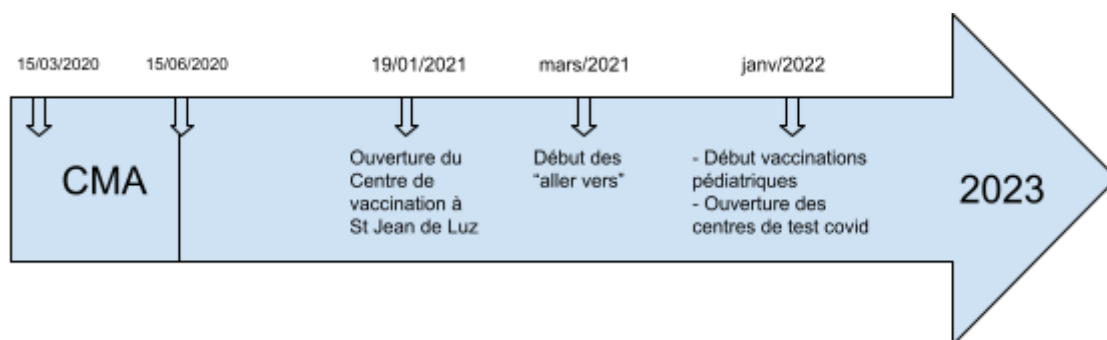 15/03/2020
15/06/2020
19/01/2021
mars/2021
janv/2022
CMA
Ouverture du
Centre de
vaccination à
St Jean de Luz
Début des
“aller vers”
- Début vaccinations
pédiatriques
- Ouverture des
centres de test covid
2023